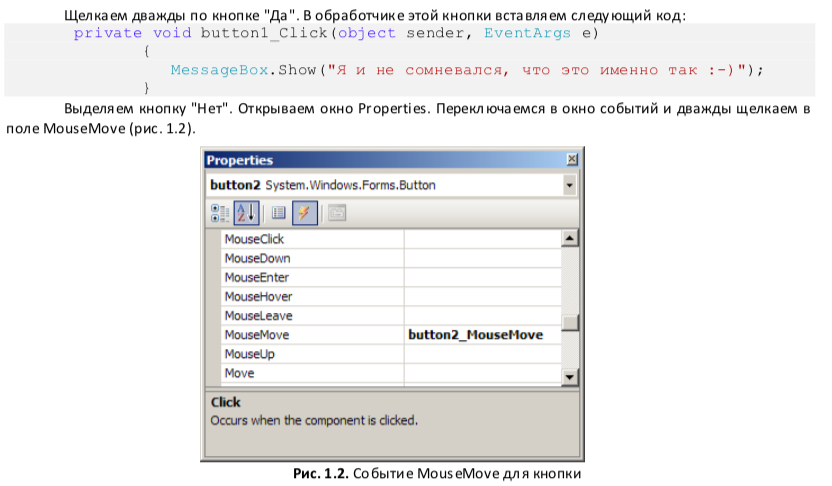 Щелкаем дважды по кнопке "Да". В обработчике этой кнопки вставляем следующий код:
private void button1_Click(object sender, EventArgs e)
{
MessageBox.Show("Я и не сомневался, что это именно так :-)");
}
Выделяем кнопку "Нет". Открываем окно Properties. Переключаемся в окно событий и дважды щелкаем в
поле MouseMove (рис. 1.2).
Properties
button2 System.Windows.Forms.Button
MouseClick
MouseDown
MouseEnter
MouseHover
MouseLeave
MouseMove button2_MouseMove
MouseUp
Move
Click
Occurs when the component is clicked.
Рис. 1.2. Событие MouseMove для кнопки